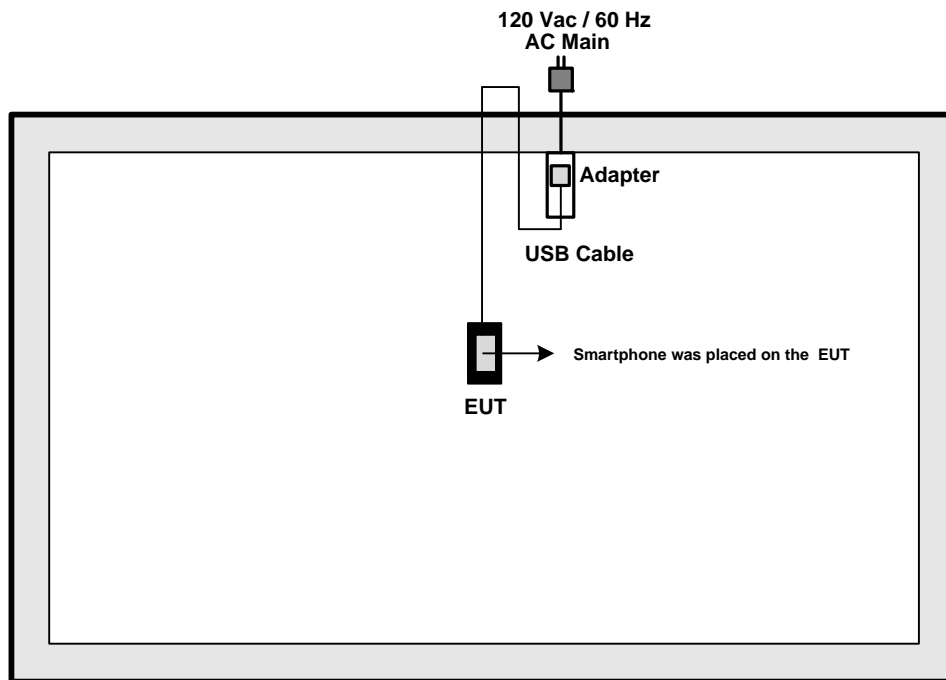 120 Vac / 60 Hz
AC Main
Adapter
USB Cable
Smartphone was placed on the EUT
EUT